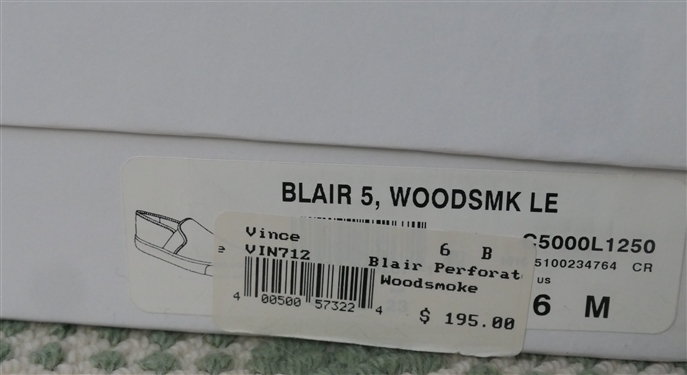 BLAIR 5, WOODSMK LE
Vince 6 B
VIN712
Blair Perforat
Woodsmoke
4 00500 57322 4
$ 195.00
5000L1250
5100234764 CR
US
6 M